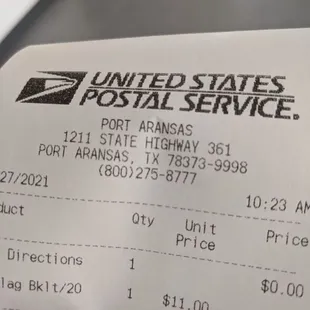 UNITED STATES
POSTAL SERVICE.
PORT ARANSAS
1211 STATE HIGHWAY 361
PORT ARANSAS, TX 78373-9998
(800)275-8777
27/2021 10:23 AM
duct Qty Unit Price
Price
Directions 1 $0.00
lag Bklt/20 1 $11.00